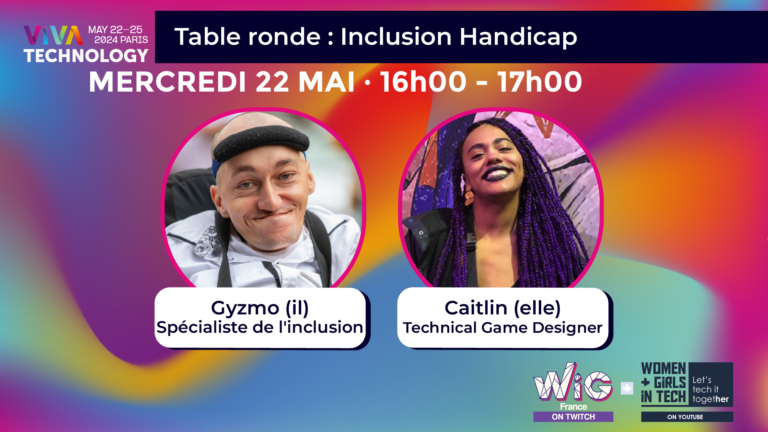 VIVA
TECHNOLOGY
MAY 22–25
2024 PARIS
Table ronde : Inclusion Handicap
MERCREDI 22 MAI · 16h00 - 17h00
Gyzmo (il)
Spécialiste de l'inclusion
Caitlin (elle)
Technical Game Designer
WiG
France
ON TWITCH
+
WOMEN
+ GIRLS
iN TECH
Let's
tech it
together
ON YOUTUBE